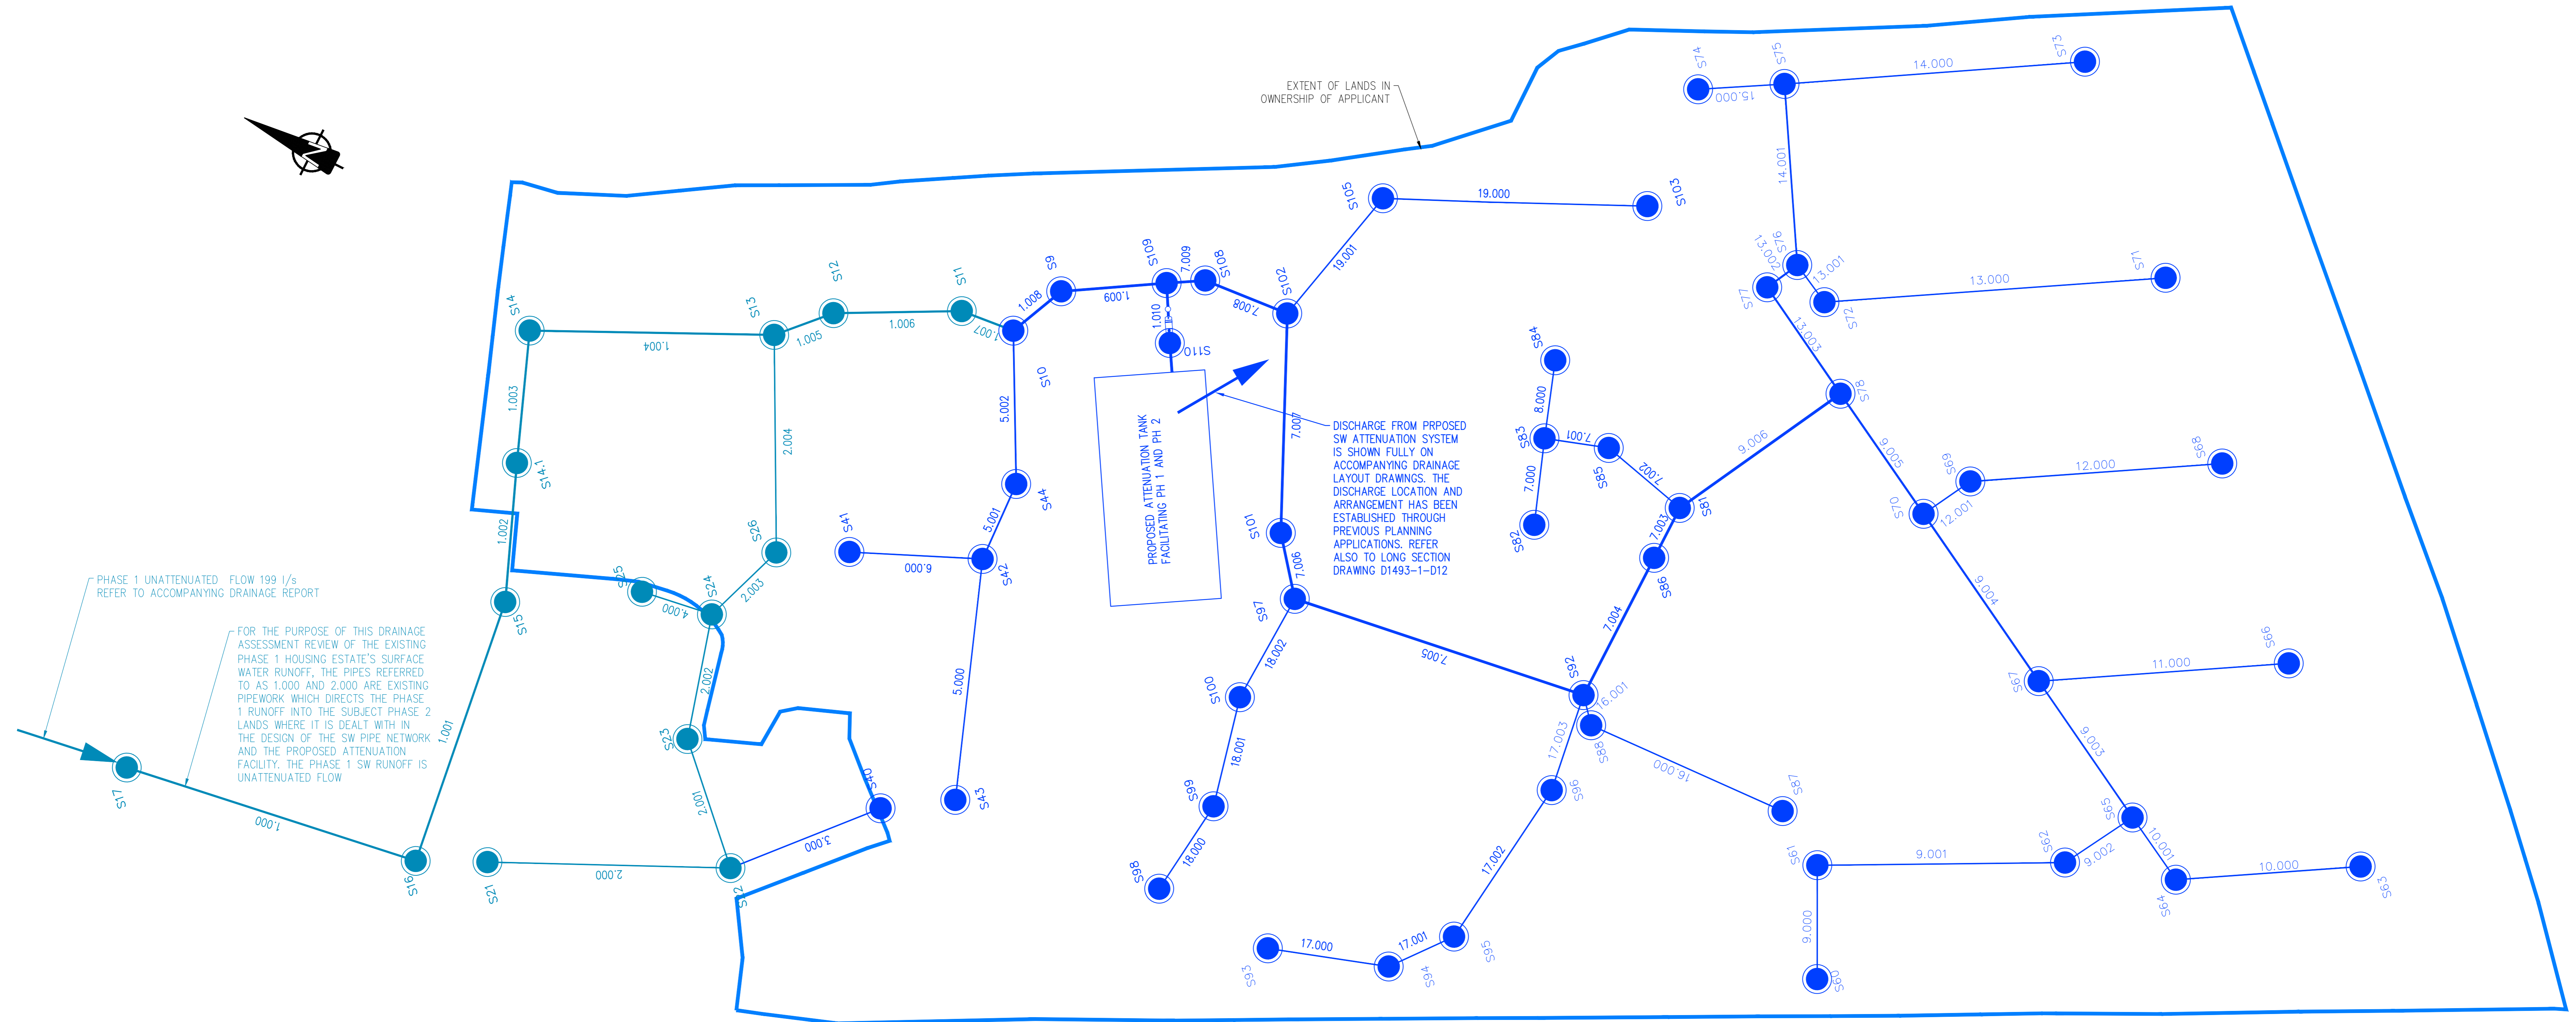 EXTENT OF LANDS IN
OWNERSHIP OF APPLICANT
N
S74
S75
S73
14.000
15.000
14.001
S76
13.002
13.001
S77
S72
13.000
S71
13.003
S78
S105
19.000
S103
19.001
S102
S14
1.004
S13
1.005
S12
1.006
S11
1.007
S10
1.008
S9
1.009
S109
7.009
S108
7.008
1.010
S110
1.003
S14.1
1.002
S15
2.004
S26
2.003
S24
S25
4.000
2.002
S23
2.001
S22
2.000
S21
3.000
S40
5.002
S44
5.001
S41
6.000
S42
5.000
S43
PROPOSED ATTENUATION TANK
FACILITATING PH 1 AND PH 2
DISCHARGE FROM PRPOSED
SW ATTENUATION SYSTEM
IS SHOWN FULLY ON
ACCOMPANYING DRAINAGE
LAYOUT DRAWINGS. THE
DISCHARGE LOCATION AND
ARRANGEMENT HAS BEEN
ESTABLISHED THROUGH
PREVIOUS PLANNING
APPLICATIONS. REFER
ALSO TO LONG SECTION
DRAWING D1493-1-D12
7.007
S101
7.006
S97
7.005
S84
8.000
S83
7.001
7.000
S82
S85
7.002
S81
7.003
S86
7.004
S92
16.001
S88
16.000
S87
9.006
9.005
S70
12.001
S69
12.000
S68
9.004
S67
11.000
S66
9.003
S65
10.001
S64
10.000
S63
9.002
S62
9.001
S61
9.000
S60
17.003
S96
17.002
S95
17.001
S94
17.000
S93
18.002
S100
18.001
S99
18.000
S98
PHASE 1 UNATTENUATED FLOW 199 l/s
REFER TO ACCOMPANYING DRAINAGE REPORT
FOR THE PURPOSE OF THIS DRAINAGE
ASSESSMENT REVIEW OF THE EXISTING
PHASE 1 HOUSING ESTATE'S SURFACE
WATER RUNOFF, THE PIPES REFERRED
TO AS 1.000 AND 2.000 ARE EXISTING
PIPEWORK WHICH DIRECTS THE PHASE
1 RUNOFF INTO THE SUBJECT PHASE 2
LANDS WHERE IT IS DEALT WITH IN
THE DESIGN OF THE SW PIPE NETWORK
AND THE PROPOSED ATTENUATION
FACILITY. THE PHASE 1 SW RUNOFF IS
UNATTENUATED FLOW
S17
1.000
S16
1.001